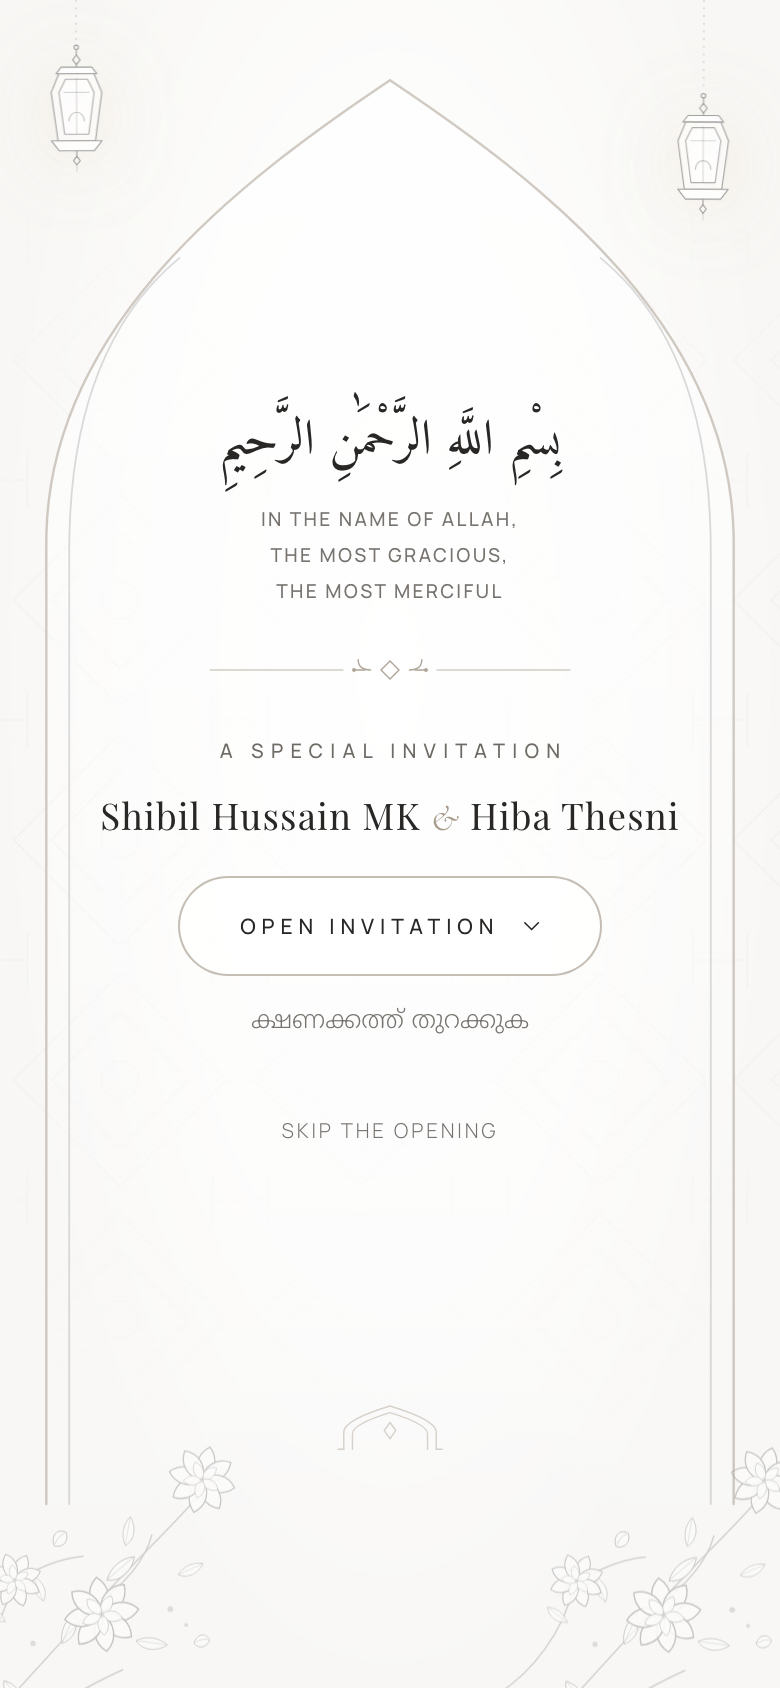 بِسْمِ اللَّهِ الرَّحْمَٰنِ الرَّحِيمِ
IN THE NAME OF ALLAH,
THE MOST GRACIOUS,
THE MOST MERCIFUL
A SPECIAL INVITATION
Shibil Hussain MK & Hiba Thesni
OPEN INVITATION
ക്ഷണക്കത്ത് തുറക്കുക
SKIP THE OPENING